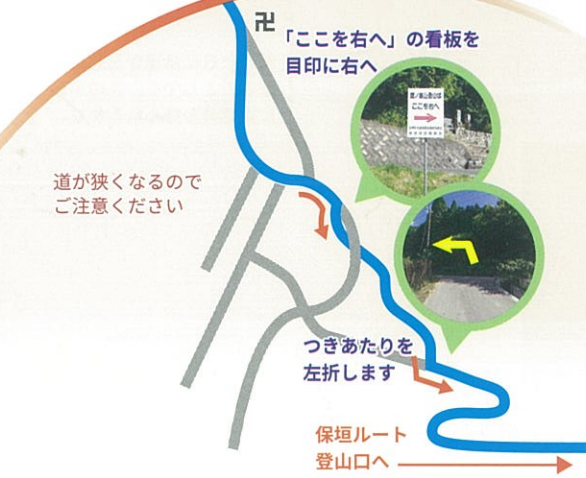 卍
「ここを右へ」の看板を
目印に右へ
ここを右へ
道が狭くなるので
ご注意ください
つきあたりを
左折します
保垣ルート
登山口へ